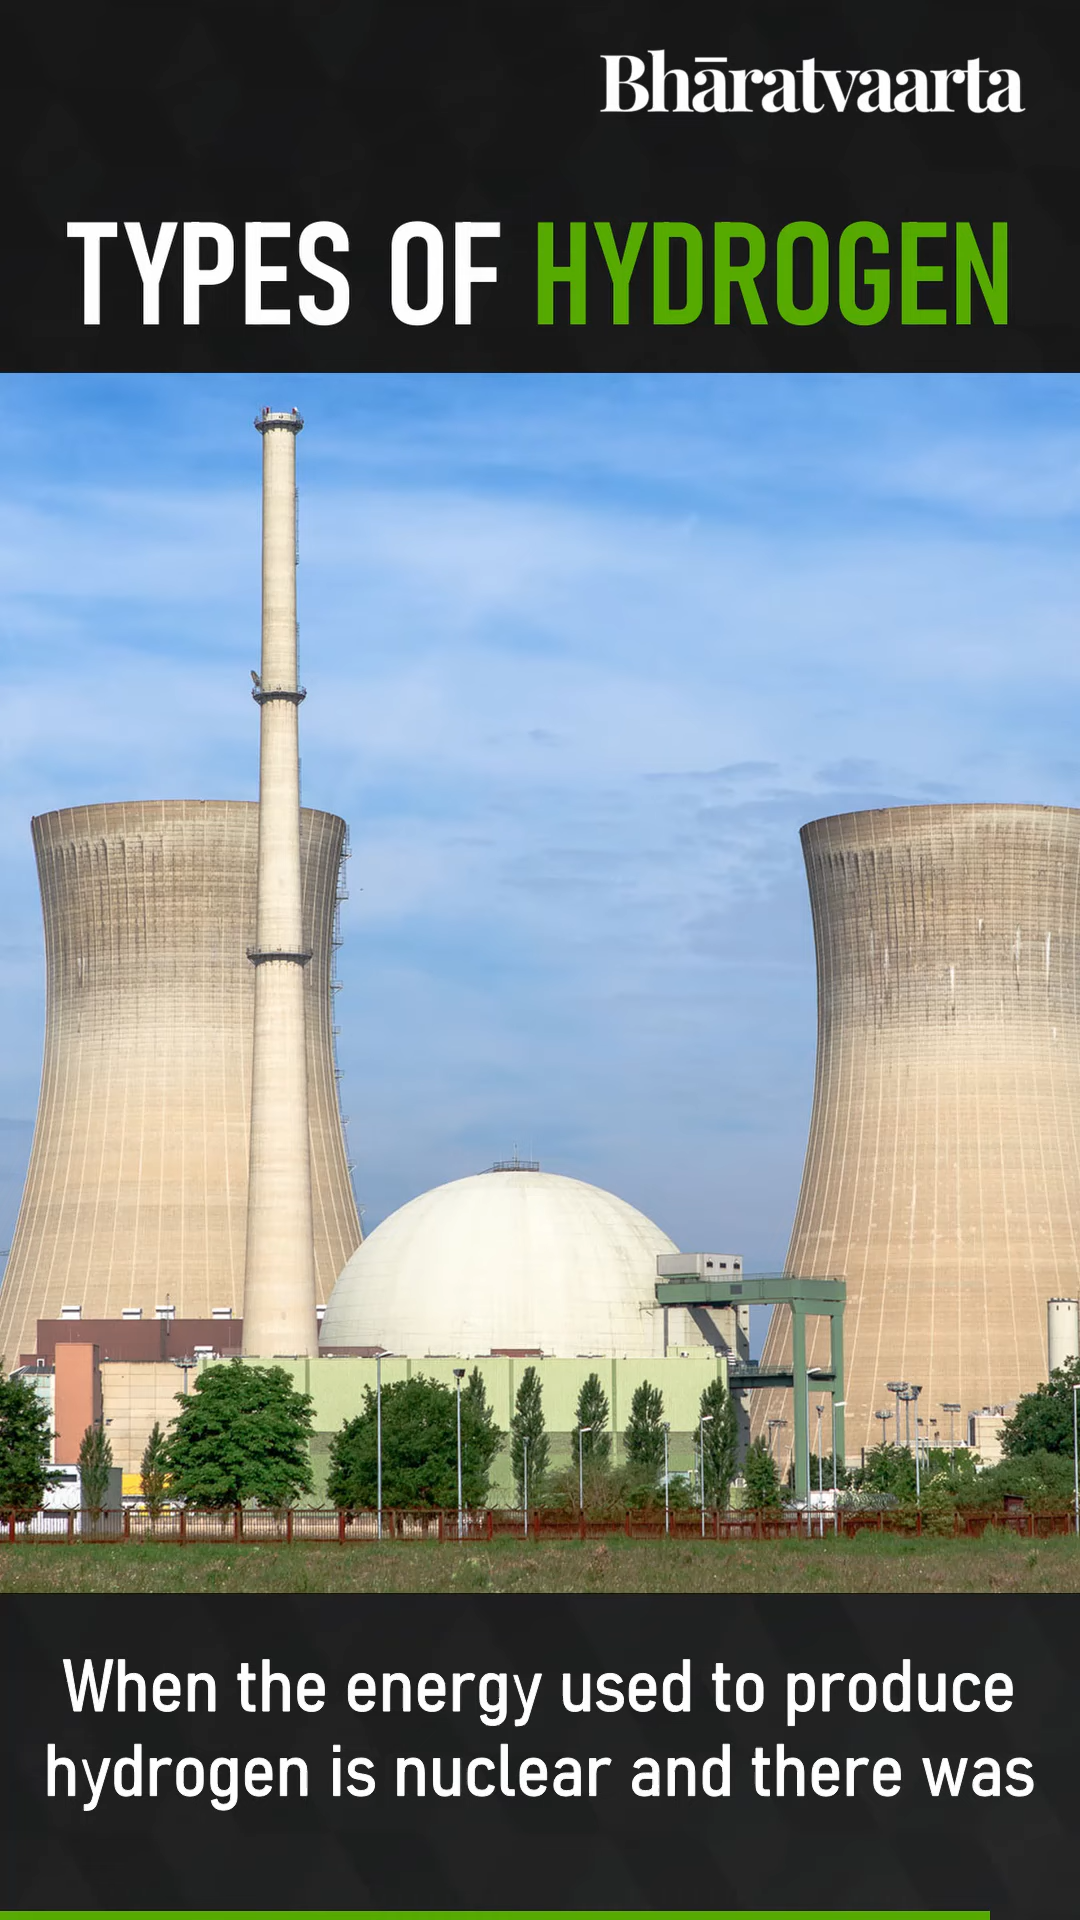 Bhāratvaarta
TYPES OF HYDROGEN
When the energy used to produce
hydrogen is nuclear and there was